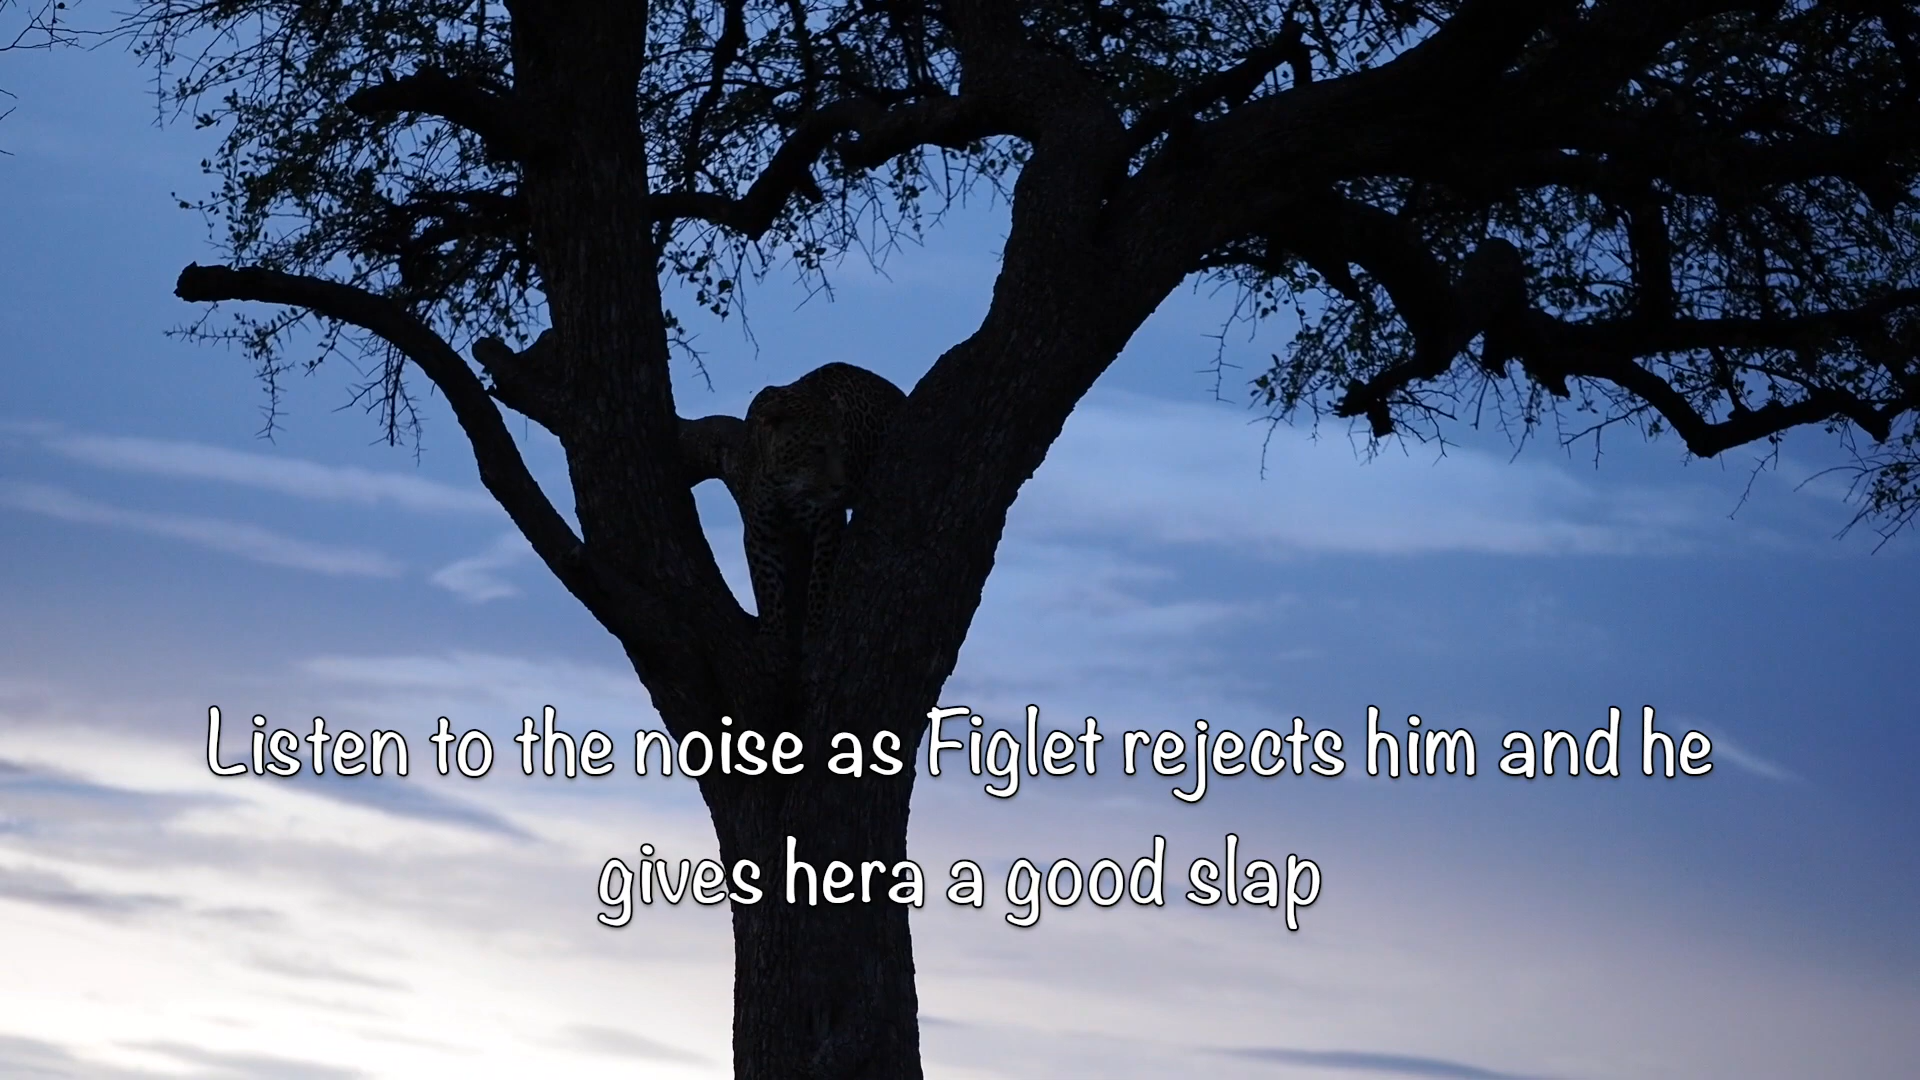 Listen to the noise as Figlet rejects him and he
gives hera a good slap